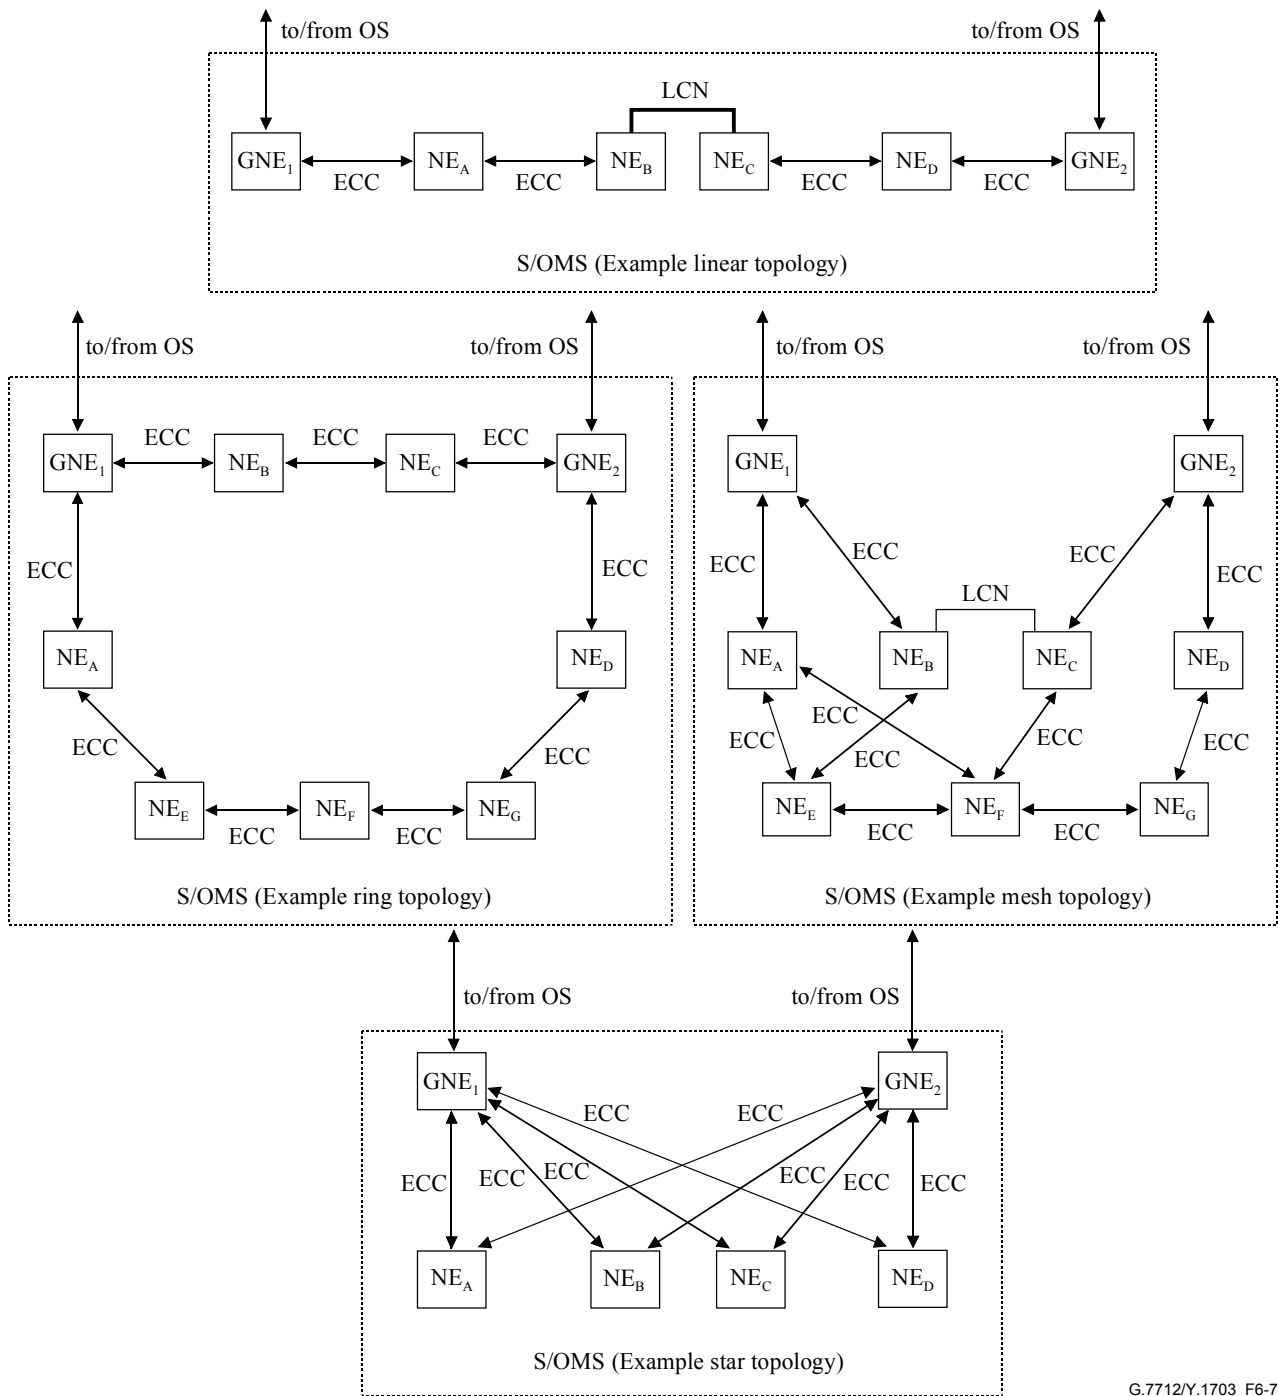 to/from OS
to/from OS
LCN
GNE1
NEA
NEB
NEC
NED
GNE2
ECC
ECC
ECC
ECC
S/OMS (Example linear topology)
to/from OS
to/from OS
ECC
ECC
ECC
GNE1
NEB
NEC
GNE2
ECC
ECC
NEA
NED
ECC
ECC
NEE
NEF
NEG
ECC
ECC
S/OMS (Example ring topology)
to/from OS
to/from OS
GNE1
GNE2
ECC
ECC
ECC
ECC
LCN
NEA
NEB
NEC
NED
ECC
ECC
ECC
ECC
ECC
NEE
NEF
NEG
ECC
ECC
S/OMS (Example mesh topology)
to/from OS
to/from OS
GNE1
GNE2
ECC
ECC
ECC
ECC
ECC
ECC
ECC
ECC
NEA
NEB
NEC
NED
S/OMS (Example star topology)
G.7712/Y.1703_F6-7